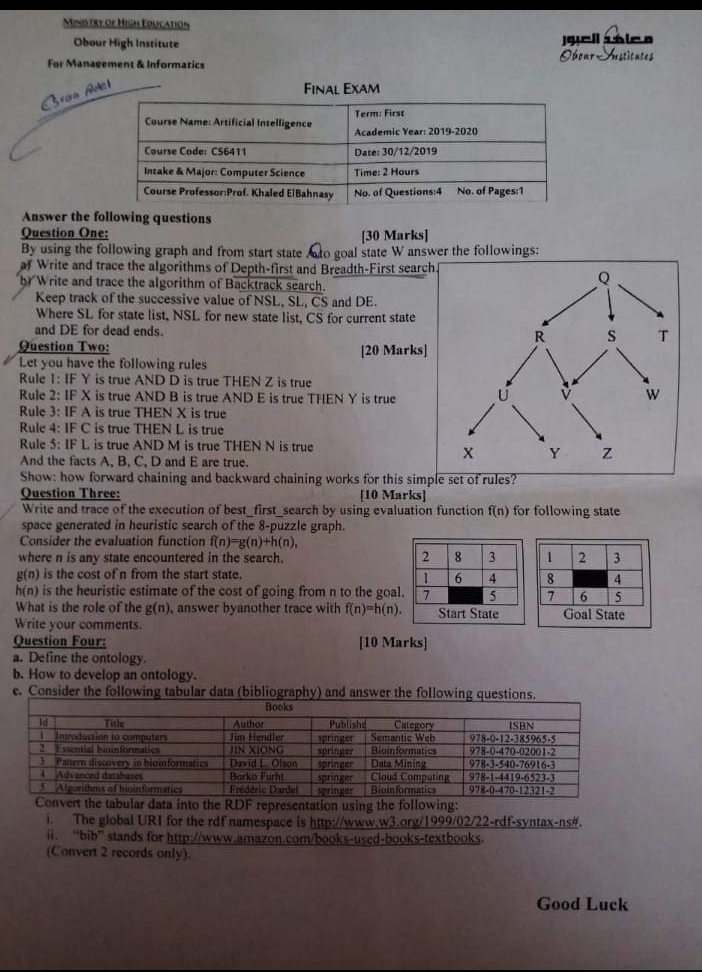 MINISTRY OF HIGH EDUCATION
Obour High Institute
For Management & Informatics
معاهد العبور
Obour Institutes
FINAL EXAM
Course Name: Artificial Intelligence
Term: First
Academic Year: 2019-2020
Course Code: CS6411
Date: 30/12/2019
Intake & Major: Computer Science
Time: 2 Hours
Course Professor:Prof. Khaled ElBahnasy
No. of Questions:4 No. of Pages:1
Answer the following questions
Question One: [30 Marks]
By using the following graph and from start state to goal state W answer the followings:
a) Write and trace the algorithms of Depth-first and Breadth-First search.
b) Write and trace the algorithm of Backtrack search.
Keep track of the successive value of NSL, SL, CS and DE.
Where SL for state list, NSL for new state list, CS for current state
and DE for dead ends.
Q
R S T
U V W
X Y Z
Question Two: [20 Marks]
Let you have the following rules
Rule 1: IF Y is true AND D is true THEN Z is true
Rule 2: IF X is true AND B is true AND E is true THEN Y is true
Rule 3: IF A is true THEN X is true
Rule 4: IF C is true THEN L is true
Rule 5: IF L is true AND M is true THEN N is true
And the facts A, B, C, D and E are true.
Show: how forward chaining and backward chaining works for this simple set of rules?
Question Three: [10 Marks]
Write and trace of the execution of best_first_search by using evaluation function f(n) for following state
space generated in heuristic search of the 8-puzzle graph.
Consider the evaluation function f(n)=g(n)+h(n),
where n is any state encountered in the search.
g(n) is the cost of n from the start state.
h(n) is the heuristic estimate of the cost of going from n to the goal.
What is the role of the g(n), answer byanother trace with f(n)=h(n).
Write your comments.
2 8 3
1 6 4
7 5
Start State
1 2 3
8 4
7 6 5
Goal State
Question Four: [10 Marks]
a. Define the ontology.
b. How to develop an ontology.
c. Consider the following tabular data (bibliography) and answer the following questions.
Books
Id Title Author Publishd Category ISBN
1 Introduction to computers Jim Hendler springer Semantic Web 978-0-12-385965-5
2 Essential bioinformatics JIN XIONG springer Bioinformatics 978-0-470-02001-2
3 Pattern discovery in bioinformatics David L. Olson springer Data Mining 978-3-540-76916-3
4 Advanced databases Borko Furht springer Cloud Computing 978-1-4419-6523-3
5 Algorithms of bioinformatics Frédéric Dardel springer Bioinformatics 978-0-470-12321-2
Convert the tabular data into the RDF representation using the following:
i. The global URI for the rdf namespace is http://www.w3.org/1999/02/22-rdf-syntax-ns#.
ii. "bib" stands for http://www.amazon.com/books-used-books-textbooks.
(Convert 2 records only).
Good Luck